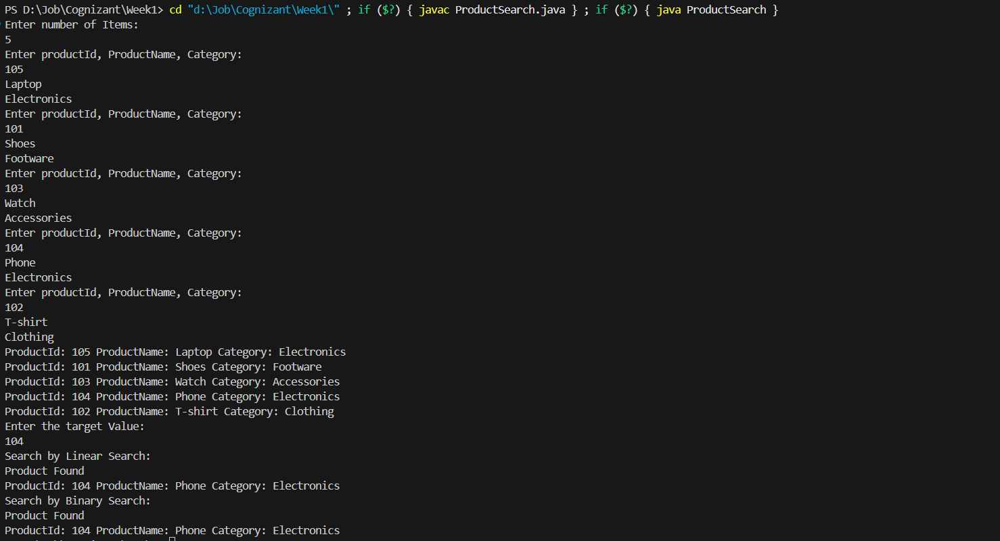 PS D:\Job\Cognizant\Week1> cd "d:\Job\Cognizant\Week1\" ; if ($?) { javac ProductSearch.java } ; if ($?) { java ProductSearch }
Enter number of Items:
5
Enter productId, ProductName, Category:
105
Laptop
Electronics
Enter productId, ProductName, Category:
101
Shoes
Footware
Enter productId, ProductName, Category:
103
Watch
Accessories
Enter productId, ProductName, Category:
104
Phone
Electronics
Enter productId, ProductName, Category:
102
T-shirt
Clothing
ProductId: 105 ProductName: Laptop Category: Electronics
ProductId: 101 ProductName: Shoes Category: Footware
ProductId: 103 ProductName: Watch Category: Accessories
ProductId: 104 ProductName: Phone Category: Electronics
ProductId: 102 ProductName: T-shirt Category: Clothing
Enter the target Value:
104
Search by Linear Search:
Product Found
ProductId: 104 ProductName: Phone Category: Electronics
Search by Binary Search:
Product Found
ProductId: 104 ProductName: Phone Category: Electronics